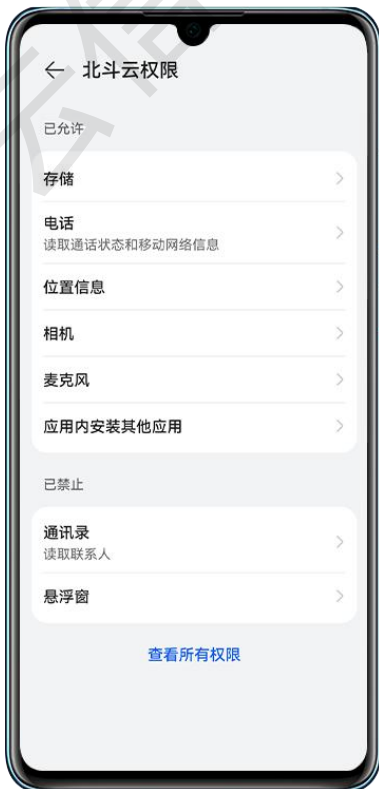 北斗云权限
已允许
存储
电话
读取通话状态和移动网络信息
位置信息
相机
麦克风
应用内安装其他应用
已禁止
通讯录
读取联系人
悬浮窗
查看所有权限